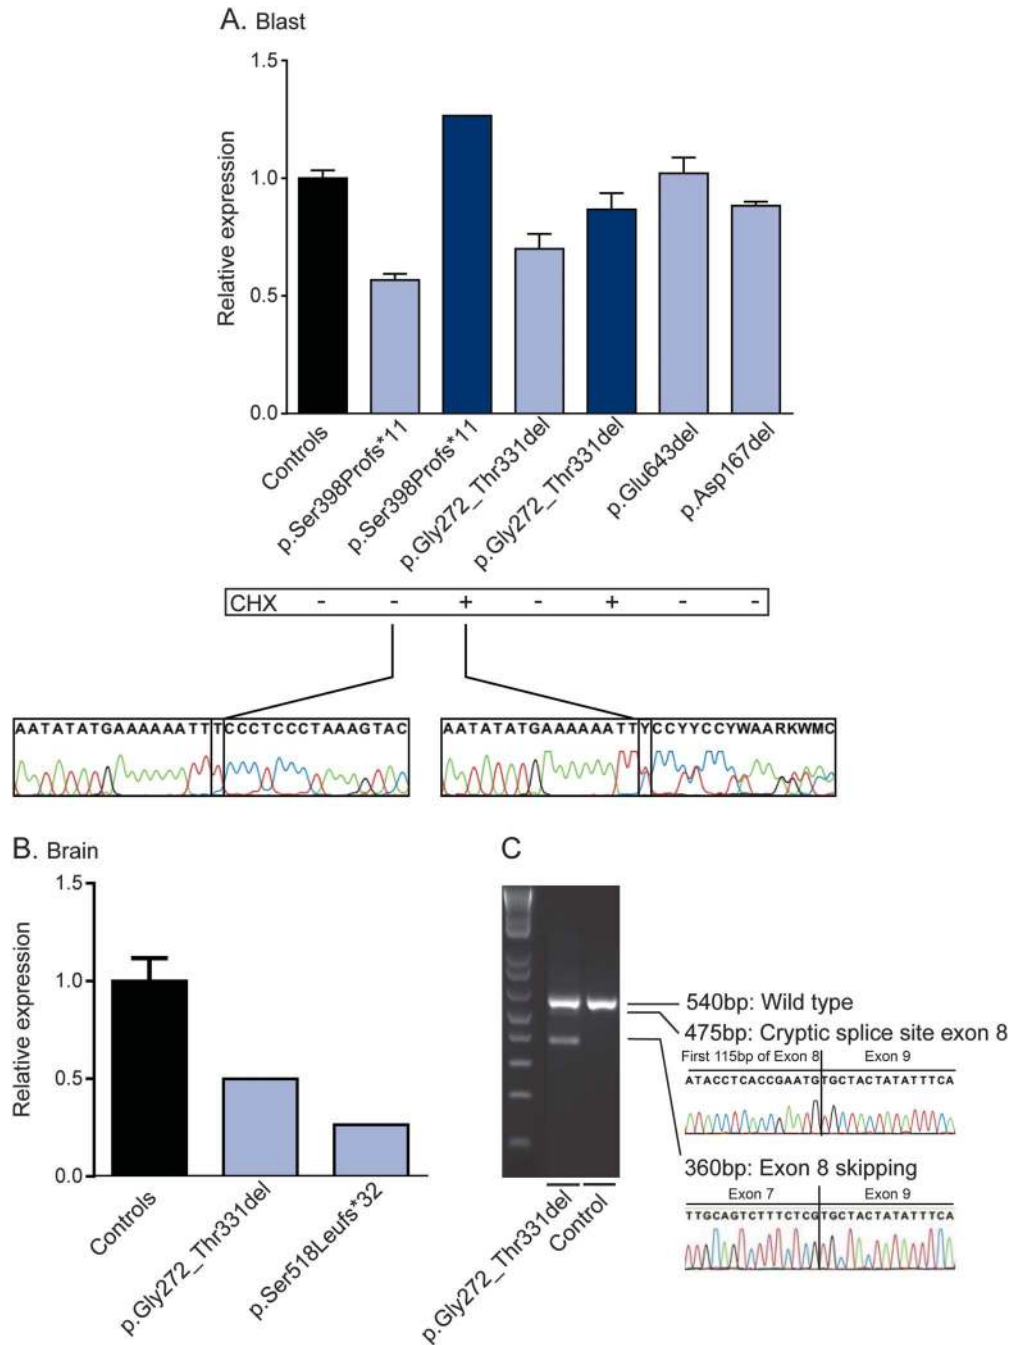 A. Blast
Relative expression
1.5
1.0
0.5
0.0
Controls
p.Ser398Profs*11
p.Ser398Profs*11
p.Gly272_Thr331del
p.Gly272_Thr331del
p.Glu643del
p.Asp167del
CHX - - + - + - -
AATATATGAAAAAATTTCCCTCCCTAAAGTAC
AATATATGAAAAAATTYCCYYCCYWAARKWMC
B. Brain
Relative expression
1.5
1.0
0.5
0.0
Controls
p.Gly272_Thr331del
p.Ser518Leufs*32
C
p.Gly272_Thr331del
Control
540bp: Wild type
475bp: Cryptic splice site exon 8
First 115bp of Exon 8 Exon 9
ATACCTCACCGAATGTGCTACTATATTTCA
360bp: Exon 8 skipping
Exon 7 Exon 9
TTGCAGTCTTTCTCGTGCTACTATATTTCA